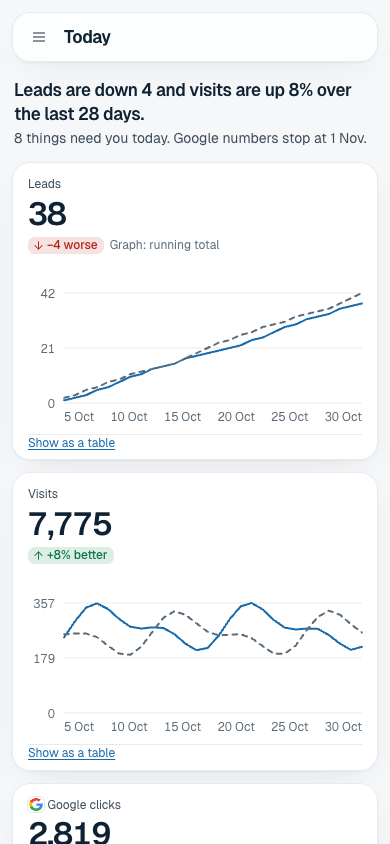 Today
Leads are down 4 and visits are up 8% over
the last 28 days.
8 things need you today. Google numbers stop at 1 Nov.
Leads
38
↓ −4 worse Graph: running total
42
21
0
5 Oct 10 Oct 15 Oct 20 Oct 25 Oct 30 Oct
Show as a table
Visits
7,775
↑ +8% better
357
179
0
5 Oct 10 Oct 15 Oct 20 Oct 25 Oct 30 Oct
Show as a table
Google clicks
2,819